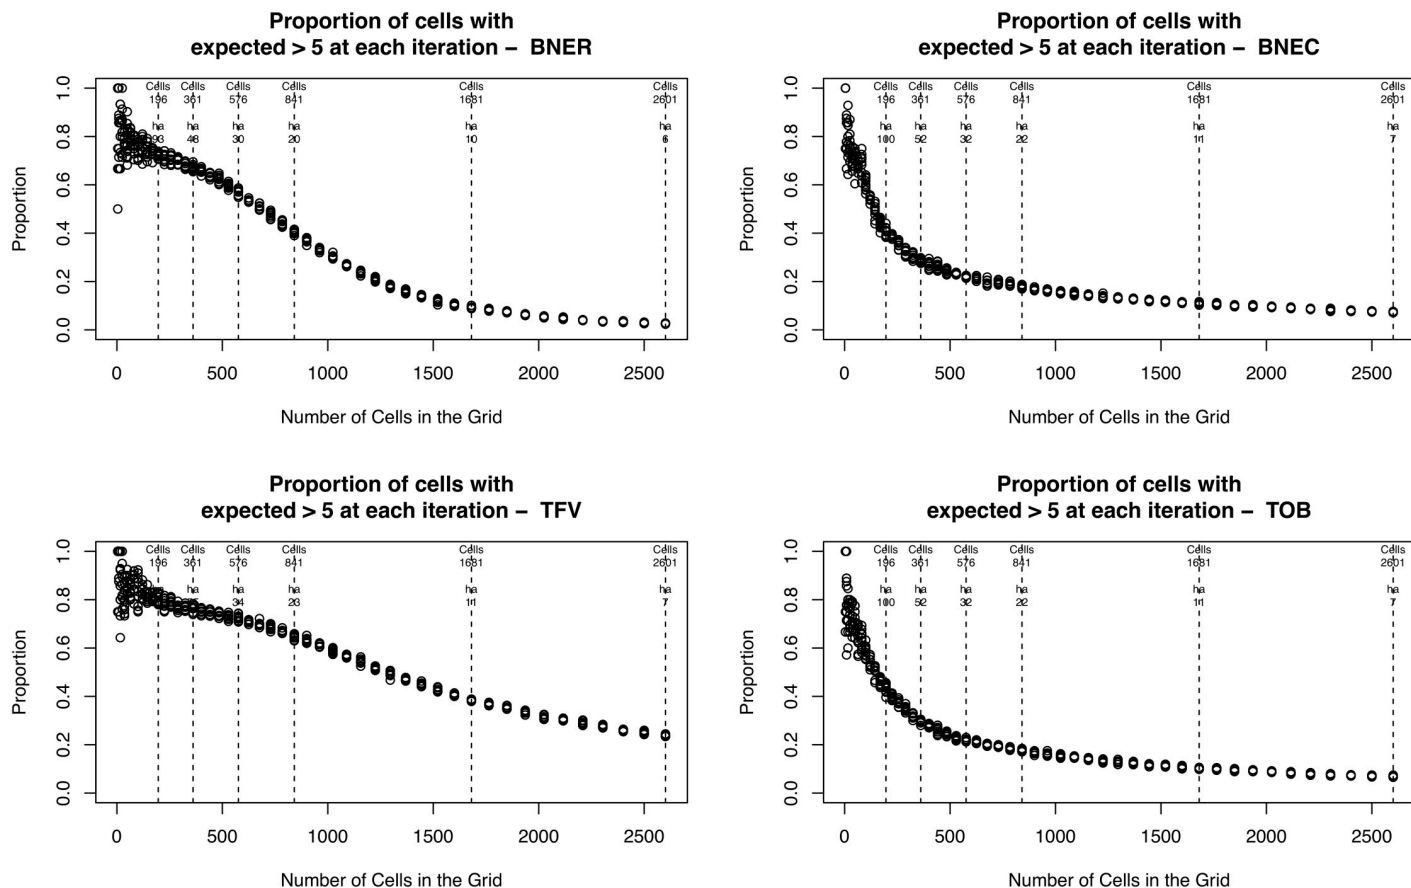 Proportion of cells with
expected > 5 at each iteration – BNER
Cells Cells Cells Cells Cells Cells
196 361 576 841 1681 2601
ha ha ha ha ha ha
93 48 30 20 10 6
Proportion
1.0
0.8
0.6
0.4
0.2
0.0
0 500 1000 1500 2000 2500
Number of Cells in the Grid
Proportion of cells with
expected > 5 at each iteration – BNEC
Cells Cells Cells Cells Cells Cells
196 361 576 841 1681 2601
ha ha ha ha ha ha
100 52 32 22 11 7
Proportion
1.0
0.8
0.6
0.4
0.2
0.0
0 500 1000 1500 2000 2500
Number of Cells in the Grid
Proportion of cells with
expected > 5 at each iteration – TFV
Cells Cells Cells Cells Cells Cells
196 361 576 841 1681 2601
ha ha ha ha ha
34 23 11 7
Proportion
1.0
0.8
0.6
0.4
0.2
0.0
0 500 1000 1500 2000 2500
Number of Cells in the Grid
Proportion of cells with
expected > 5 at each iteration – TOB
Cells Cells Cells Cells Cells Cells
196 361 576 841 1681 2601
ha ha ha ha ha ha
100 52 32 22 11 7
Proportion
1.0
0.8
0.6
0.4
0.2
0.0
0 500 1000 1500 2000 2500
Number of Cells in the Grid